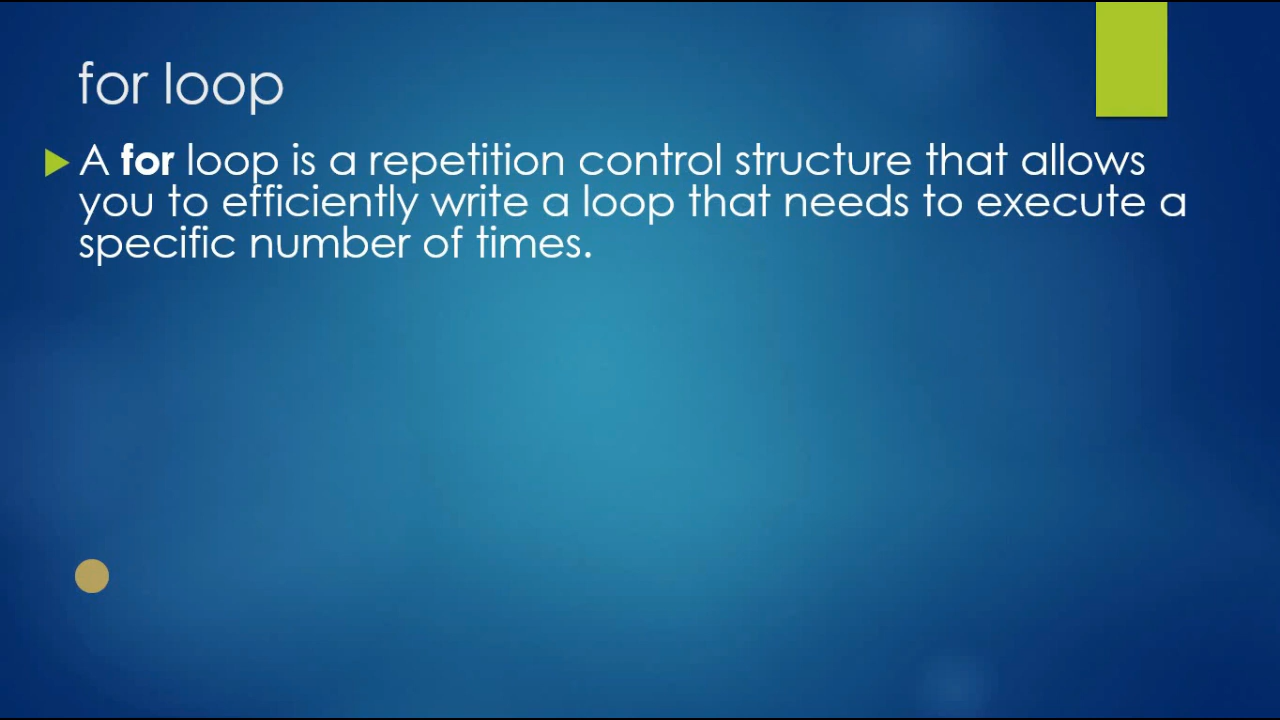 for loop
A for loop is a repetition control structure that allows
you to efficiently write a loop that needs to execute a
specific number of times.